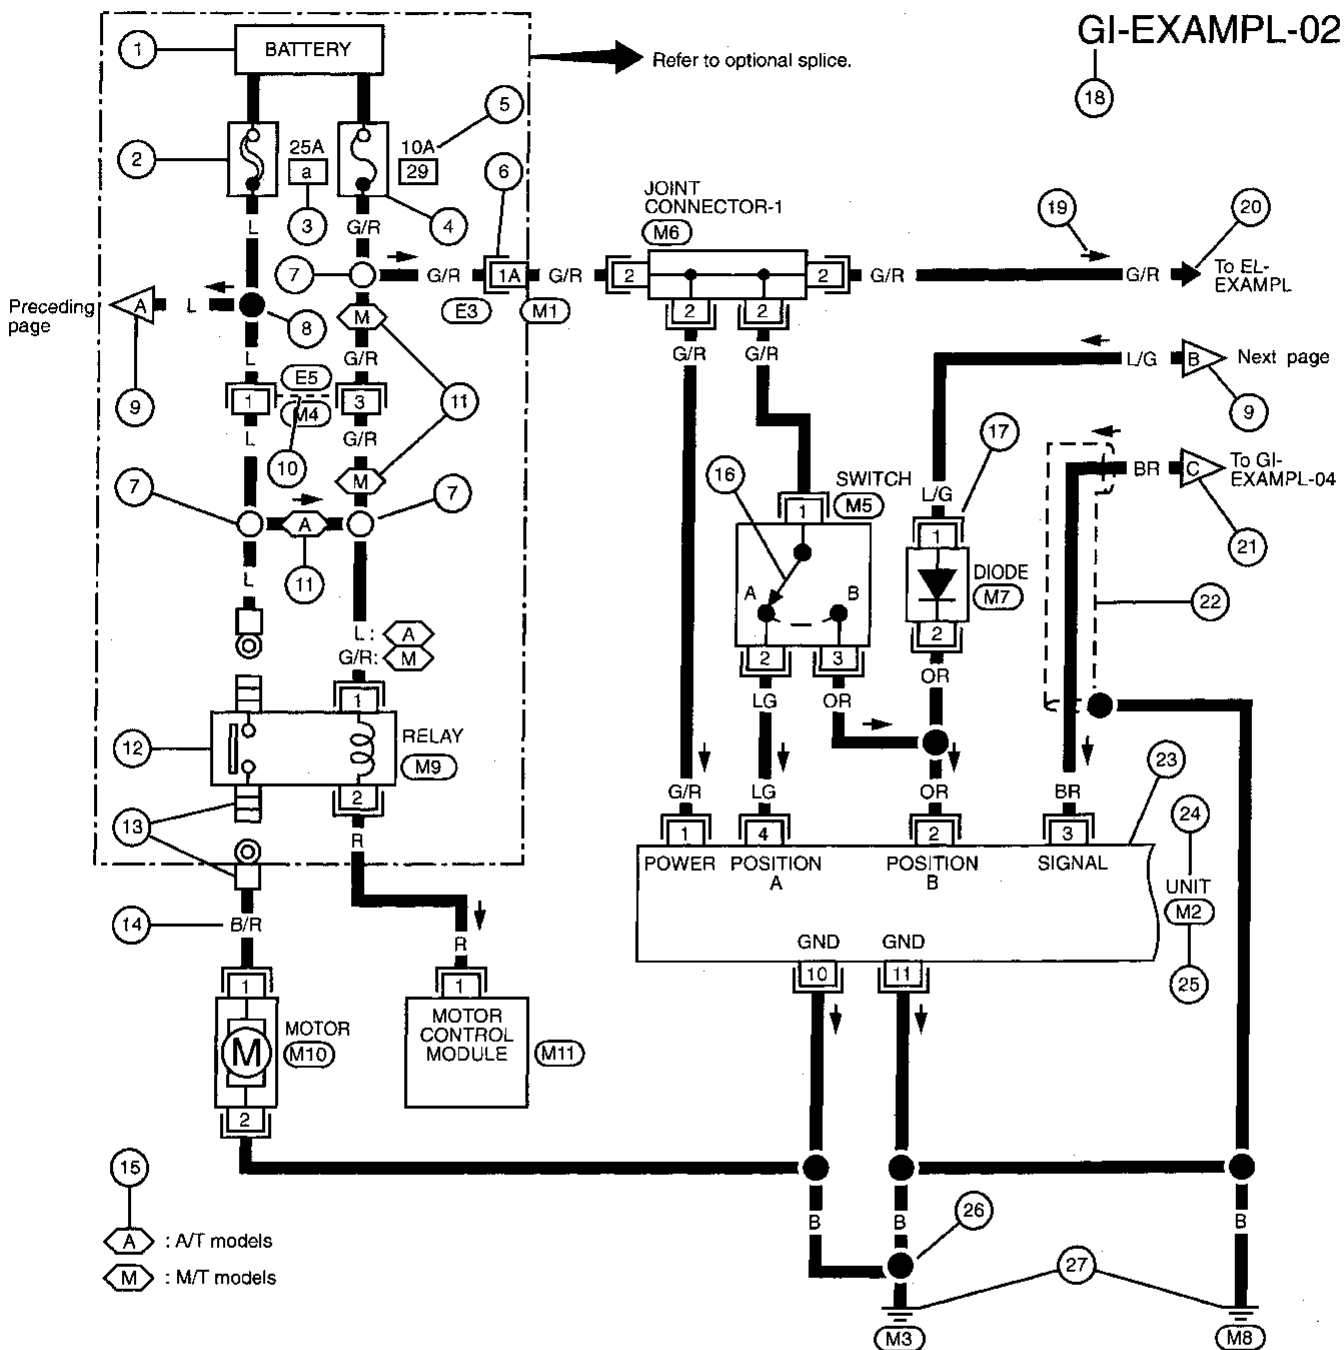 GI-EXAMPL-02
18
1
BATTERY
Refer to optional splice.
2
25A
a
3
10A
29
5
4
6
L
G/R
7
G/R
1A
G/R
E3
M1
JOINT
CONNECTOR-1
M6
2
2
2
2
G/R
19
G/R
20
To EL-
EXAMPL
Preceding
page
A
L
8
9
M
L
G/R
E5
1
3
M4
10
11
L
G/R
M
7
7
A
11
L
G/R
G/R
L/G
B
Next page
9
17
BR
C
To GI-
EXAMPL-04
21
22
16
SWITCH
M5
1
A
B
2
3
LG
OR
L/G
1
DIODE
M7
2
OR
L : A
G/R: M
1
12
RELAY
M9
2
13
R
14
B/R
G/R
LG
OR
BR
1
4
2
3
23
POWER
POSITION
A
POSITION
B
SIGNAL
24
UNIT
M2
25
GND
GND
10
11
R
1
1
M
MOTOR
M10
2
MOTOR
CONTROL
MODULE
M11
15
A : A/T models
M : M/T models
B
B
B
26
27
M3
M8